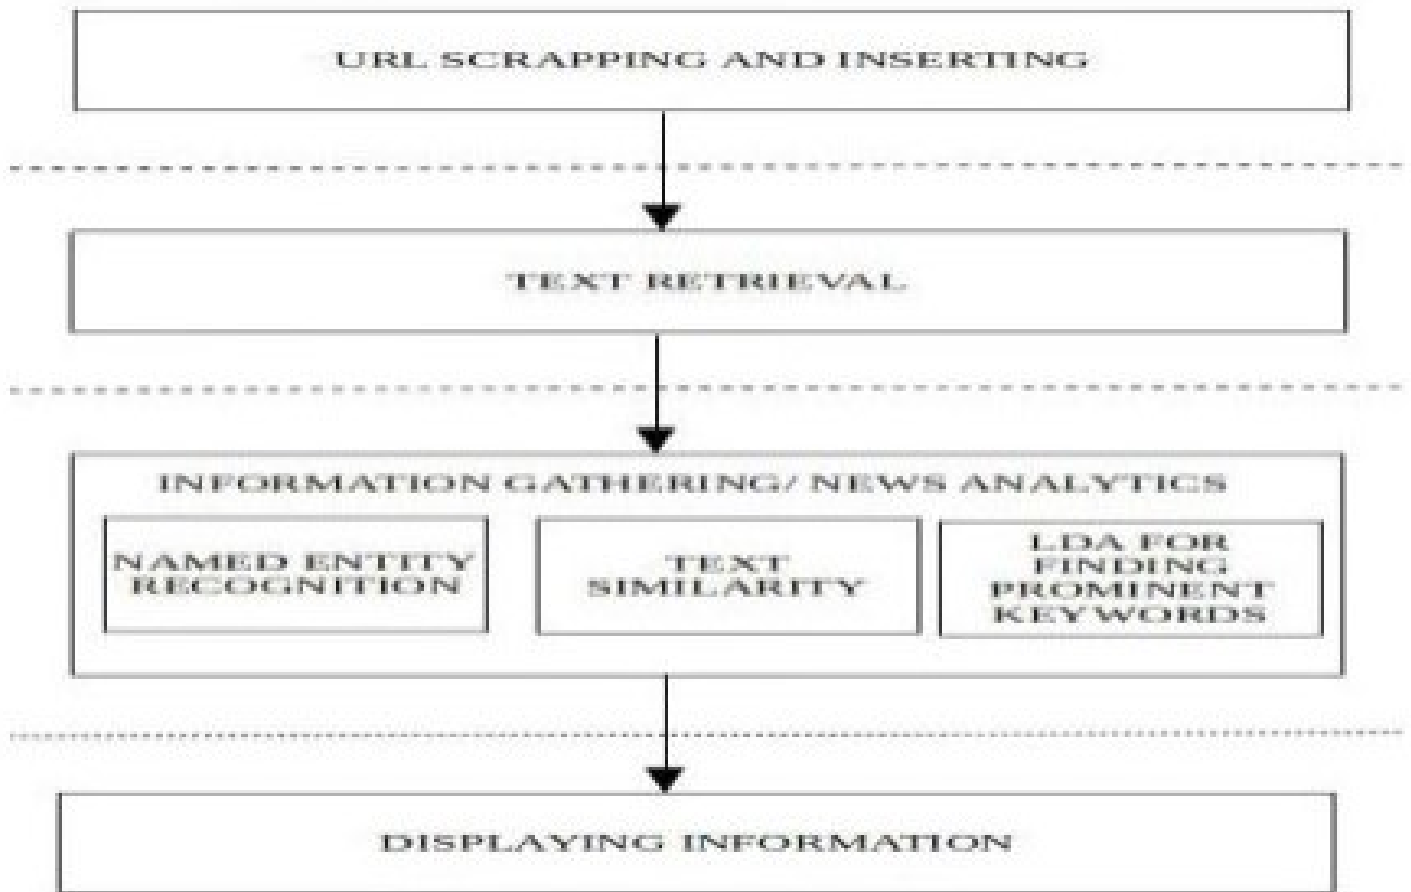 URL SCRAPPING AND INSERTING
TEXT RETRIEVAL
INFORMATION GATHERING/ NEWS ANALYTICS
NAMED ENTITY
RECOGNITION
TEXT
SIMILARITY
LDA FOR
FINDING
PROMINENT
KEYWORDS
DISPLAYING INFORMATION